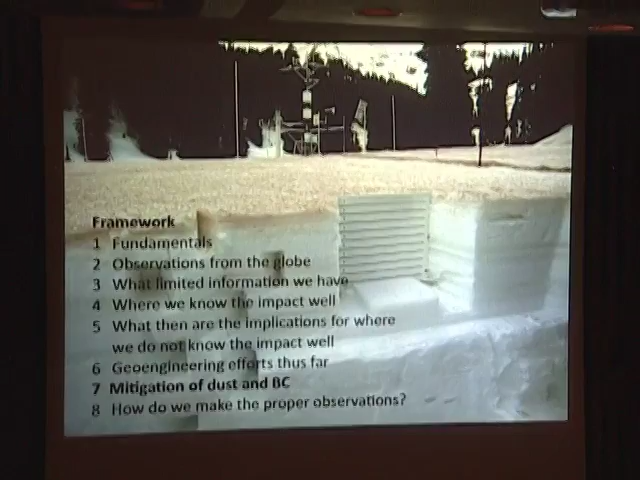 Framework
1 Fundamentals
2 Observations from the globe
3 What limited information we have
4 Where we know the impact well
5 What then are the implications for where
we do not know the impact well
6 Geoengineering efforts thus far
7 Mitigation of dust and BC
8 How do we make the proper observations?